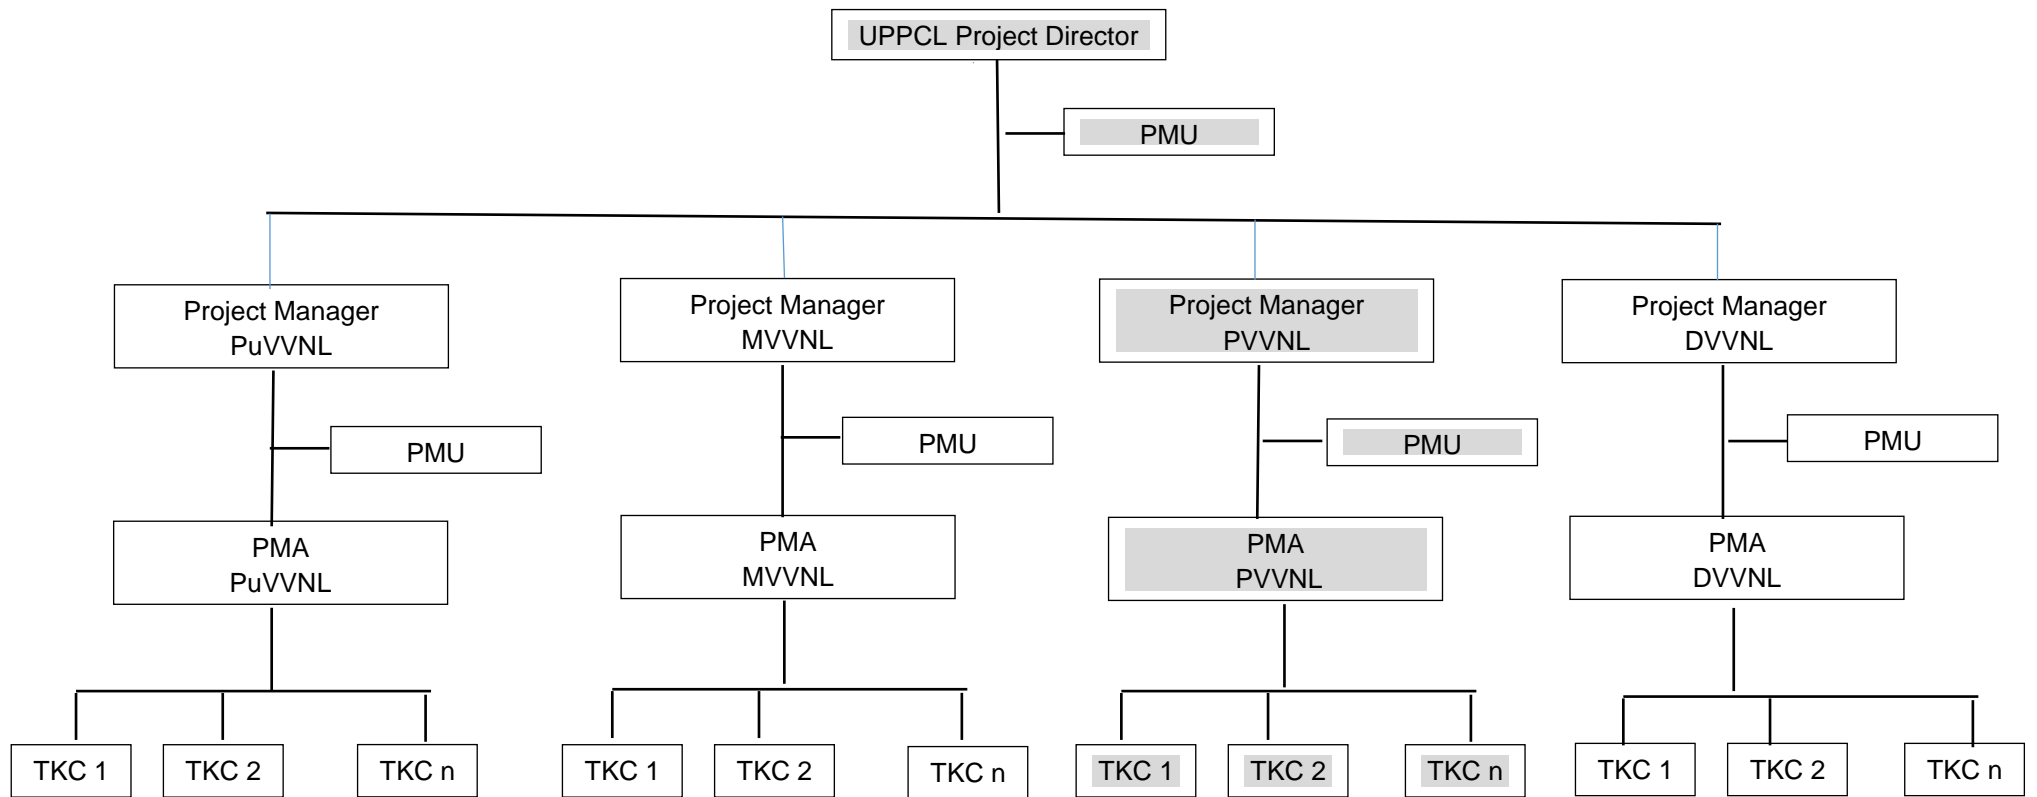 UPPCL Project Director
PMU
Project Manager
PuVVNL
Project Manager
MVVNL
Project Manager
PVVNL
Project Manager
DVVNL
PMU
PMU
PMU
PMU
PMA
PuVVNL
PMA
MVVNL
PMA
PVVNL
PMA
DVVNL
TKC 1
TKC 2
TKC n
TKC 1
TKC 2
TKC n
TKC 1
TKC 2
TKC n
TKC 1
TKC 2
TKC n